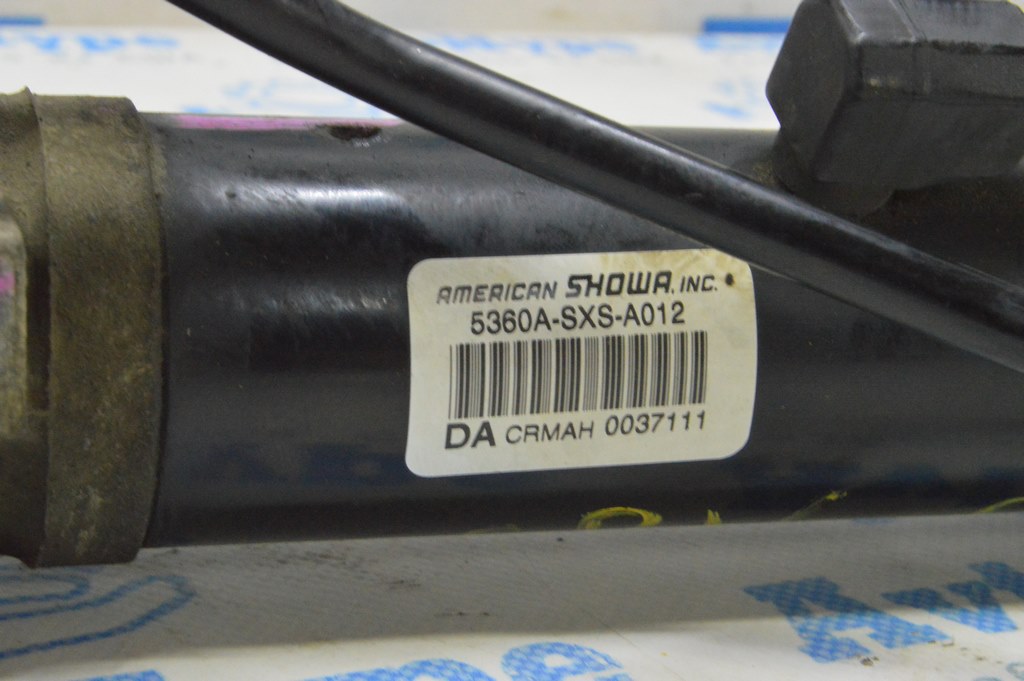 AMERICAN SHOWA, INC.
5360A-SXS-A012
DA CRMAH 0037111